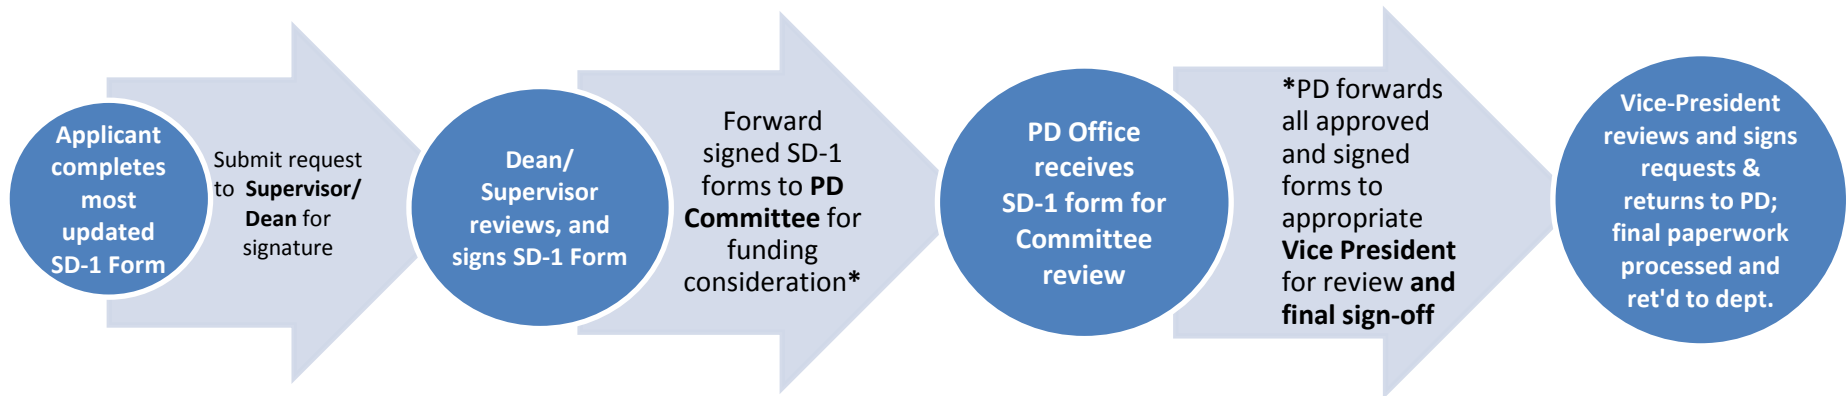 Applicant
completes
most
updated
SD-1 Form
Submit request
to Supervisor/
Dean for
signature
Dean/
Supervisor
reviews, and
signs SD-1 Form
Forward
signed SD-1
forms to PD
Committee for
funding
consideration*
PD Office
receives
SD-1 form for
Committee
review
*PD forwards
all approved
and signed
forms to
appropriate
Vice President
for review and
final sign-off
Vice-President
reviews and signs
requests &
returns to PD;
final paperwork
processed and
ret'd to dept.